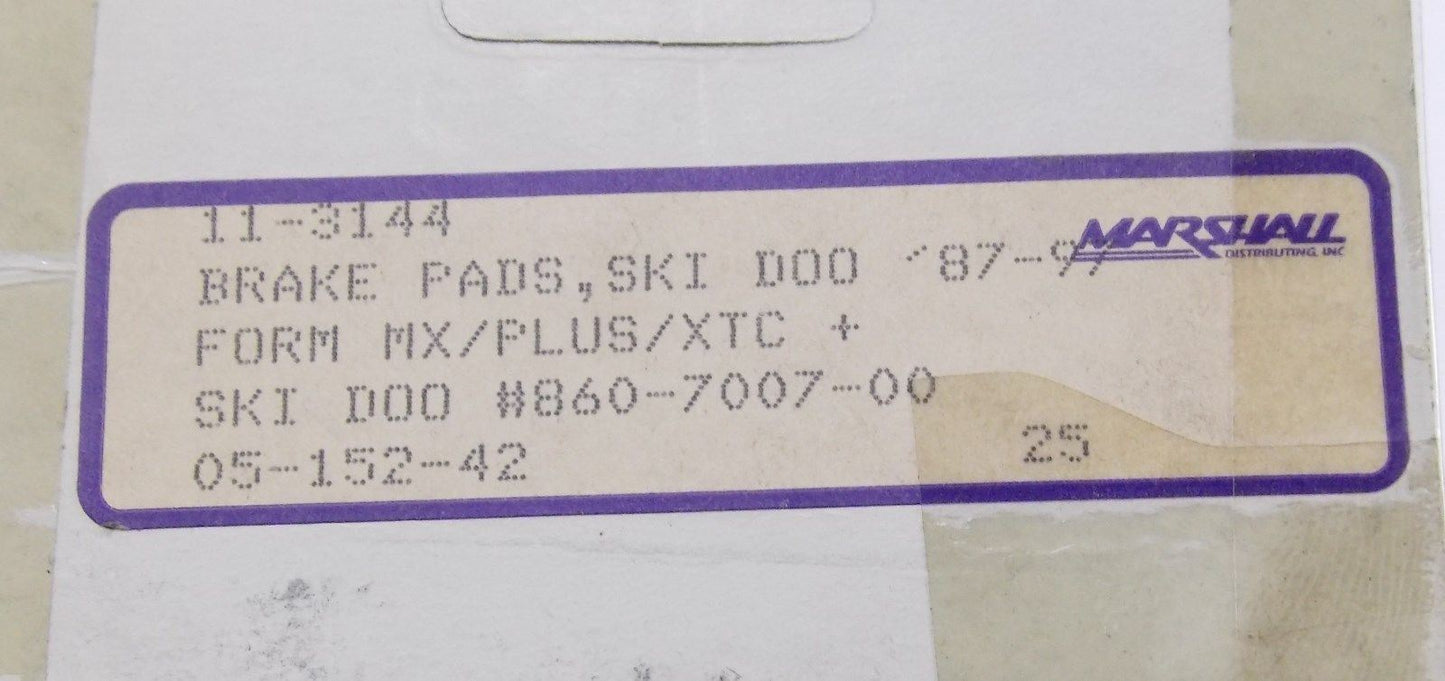 11-3144
MARSHALL
DISTRIBUTING, INC
BRAKE PADS,SKI DOO '87-97
FORM MX/PLUS/XTC +
SKI DOO #860-7007-00
05-152-42 25